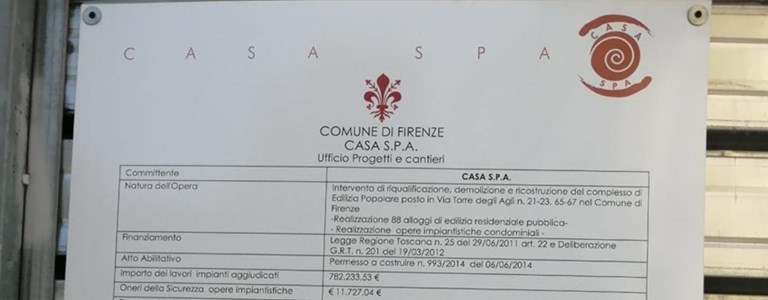 CASA SPA
CASA
SPA
COMUNE DI FIRENZE
CASA S.P.A.
Ufficio Progetti e cantieri
Committente CASA S.P.A.
Natura dell'Opera Intervento di riqualificazione, demolizione e ricostruzione del complesso di
Edilizia Popolare posto in Via Torre degli Agli n. 21-23, 65-67 nel Comune di
Firenze
-Realizzazione 88 alloggi di edilizia residenziale pubblica-
- Realizzazione opere impiantistiche condominiali -
Finanziamento Legge Regione Toscana n. 25 del 29/06/2011 art. 22 e Deliberazione
G.R.T. n. 201 del 19/03/2012
Atto Abilitativo Permesso a costruire n. 993/2014 del 06/06/2014
Importo dei lavori impianti aggiudicati 782.233,53 €
Oneri della Sicurezza opere impiantistiche € 11.727,04 €